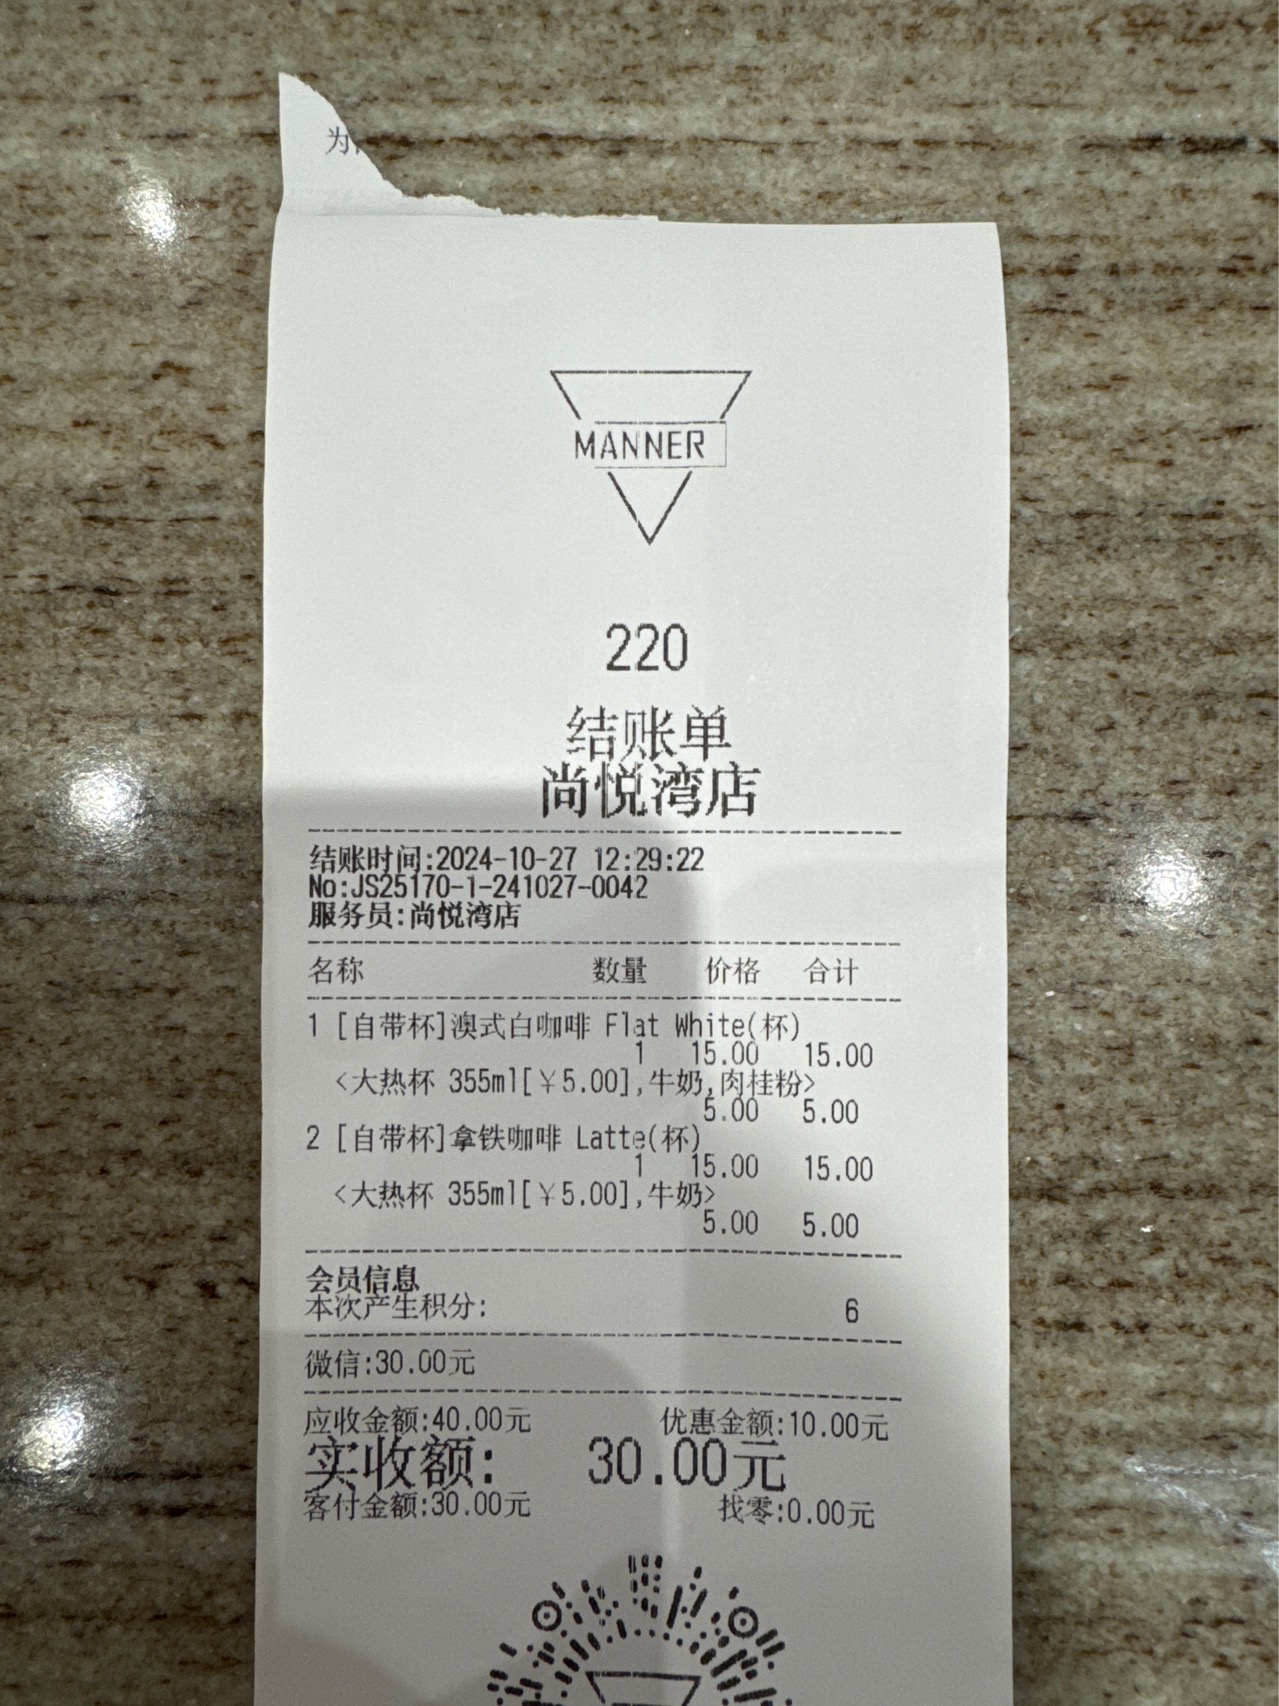 为
MANNER
220
结账单
尚悦湾店
结账时间:2024-10-27 12:29:22
No:JS25170-1-241027-0042
服务员:尚悦湾店
名称 数量 价格 合计
1 [自带杯]澳式白咖啡 Flat White(杯)
1 15.00 15.00
<大热杯 355ml[￥5.00],牛奶,肉桂粉>
5.00 5.00
2 [自带杯]拿铁咖啡 Latte(杯)
1 15.00 15.00
<大热杯 355ml[￥5.00],牛奶>
5.00 5.00
会员信息
本次产生积分: 6
微信:30.00元
应收金额:40.00元 优惠金额:10.00元
实收额: 30.00元
客付金额:30.00元 找零:0.00元